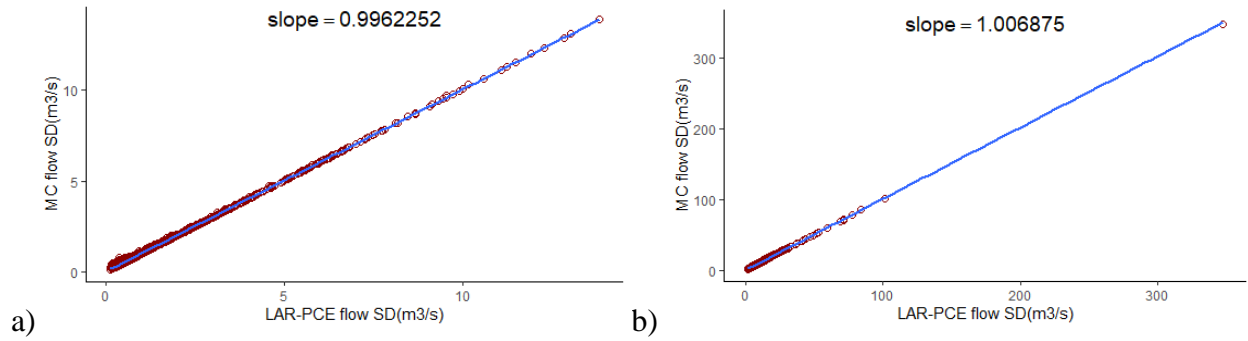 slope = 0.9962252
MC flow SD(m3/s)
10
5
0
0 5 10
LAR-PCE flow SD(m3/s)
a)
slope = 1.006875
MC flow SD(m3/s)
300
200
100
0
0 100 200 300
LAR-PCE flow SD(m3/s)
b)